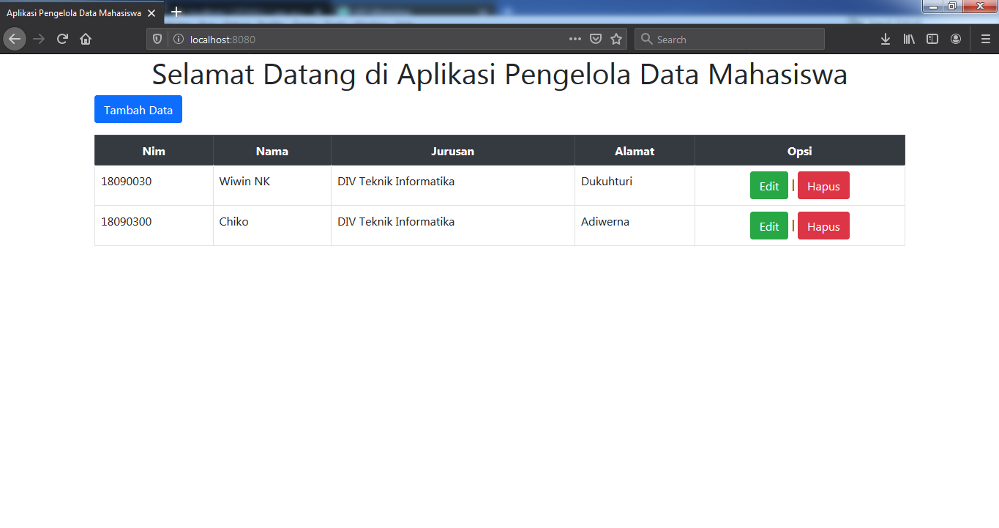 Aplikasi Pengelola Data Mahasiswa
localhost:8080
Search
Selamat Datang di Aplikasi Pengelola Data Mahasiswa
Tambah Data
Nim Nama Jurusan Alamat Opsi
18090030 Wiwin NK DIV Teknik Informatika Dukuhturi Edit | Hapus
18090300 Chiko DIV Teknik Informatika Adiwerna Edit | Hapus